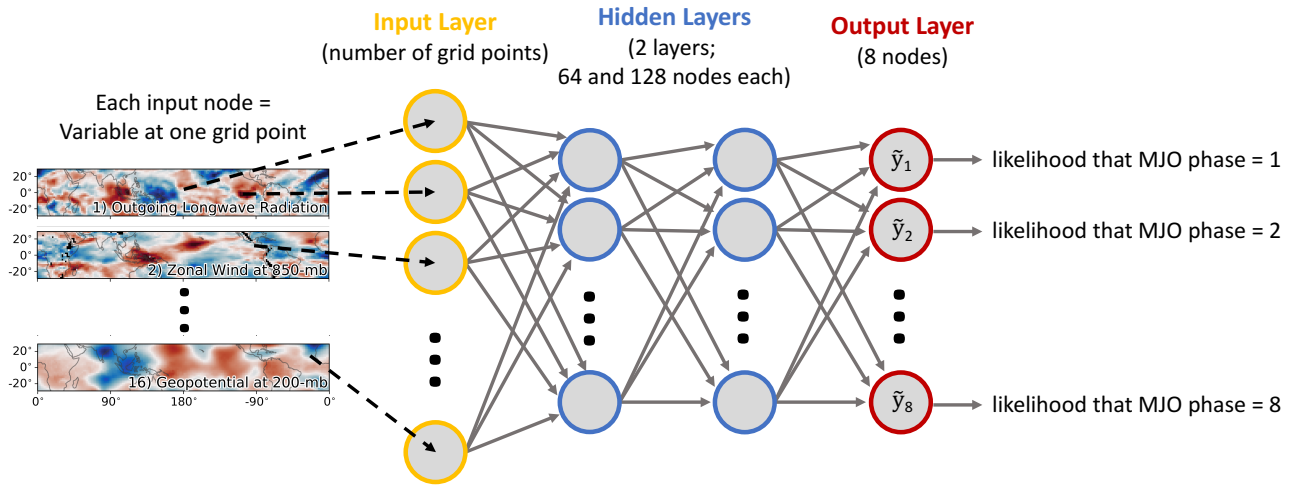 Input Layer
(number of grid points)
Hidden Layers
(2 layers;
64 and 128 nodes each)
Output Layer
(8 nodes)
Each input node =
Variable at one grid point
20°
0°
-20°
1) Outgoing Longwave Radiation
20°
0°
-20°
2) Zonal Wind at 850-mb
20°
0°
-20°
16) Geopotential at 200-mb
0°
90°
180°
-90°
0°
ỹ₁
likelihood that MJO phase = 1
ỹ₂
likelihood that MJO phase = 2
ỹ₈
likelihood that MJO phase = 8